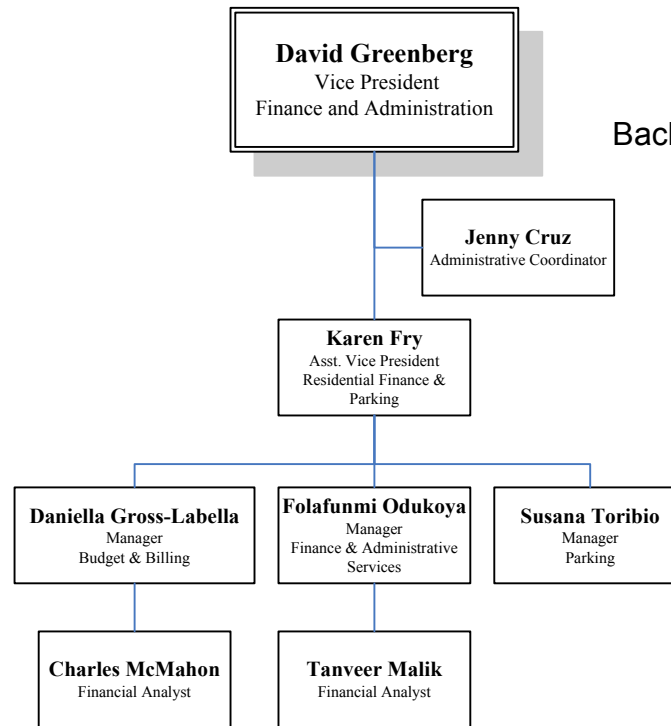 David Greenberg
Vice President
Finance and Administration
Jenny Cruz
Administrative Coordinator
Karen Fry
Asst. Vice President
Residential Finance &
Parking
Daniella Gross-Labella
Manager
Budget & Billing
Folafunmi Odukoya
Manager
Finance & Administrative
Services
Susana Toribio
Manager
Parking
Charles McMahon
Financial Analyst
Tanveer Malik
Financial Analyst